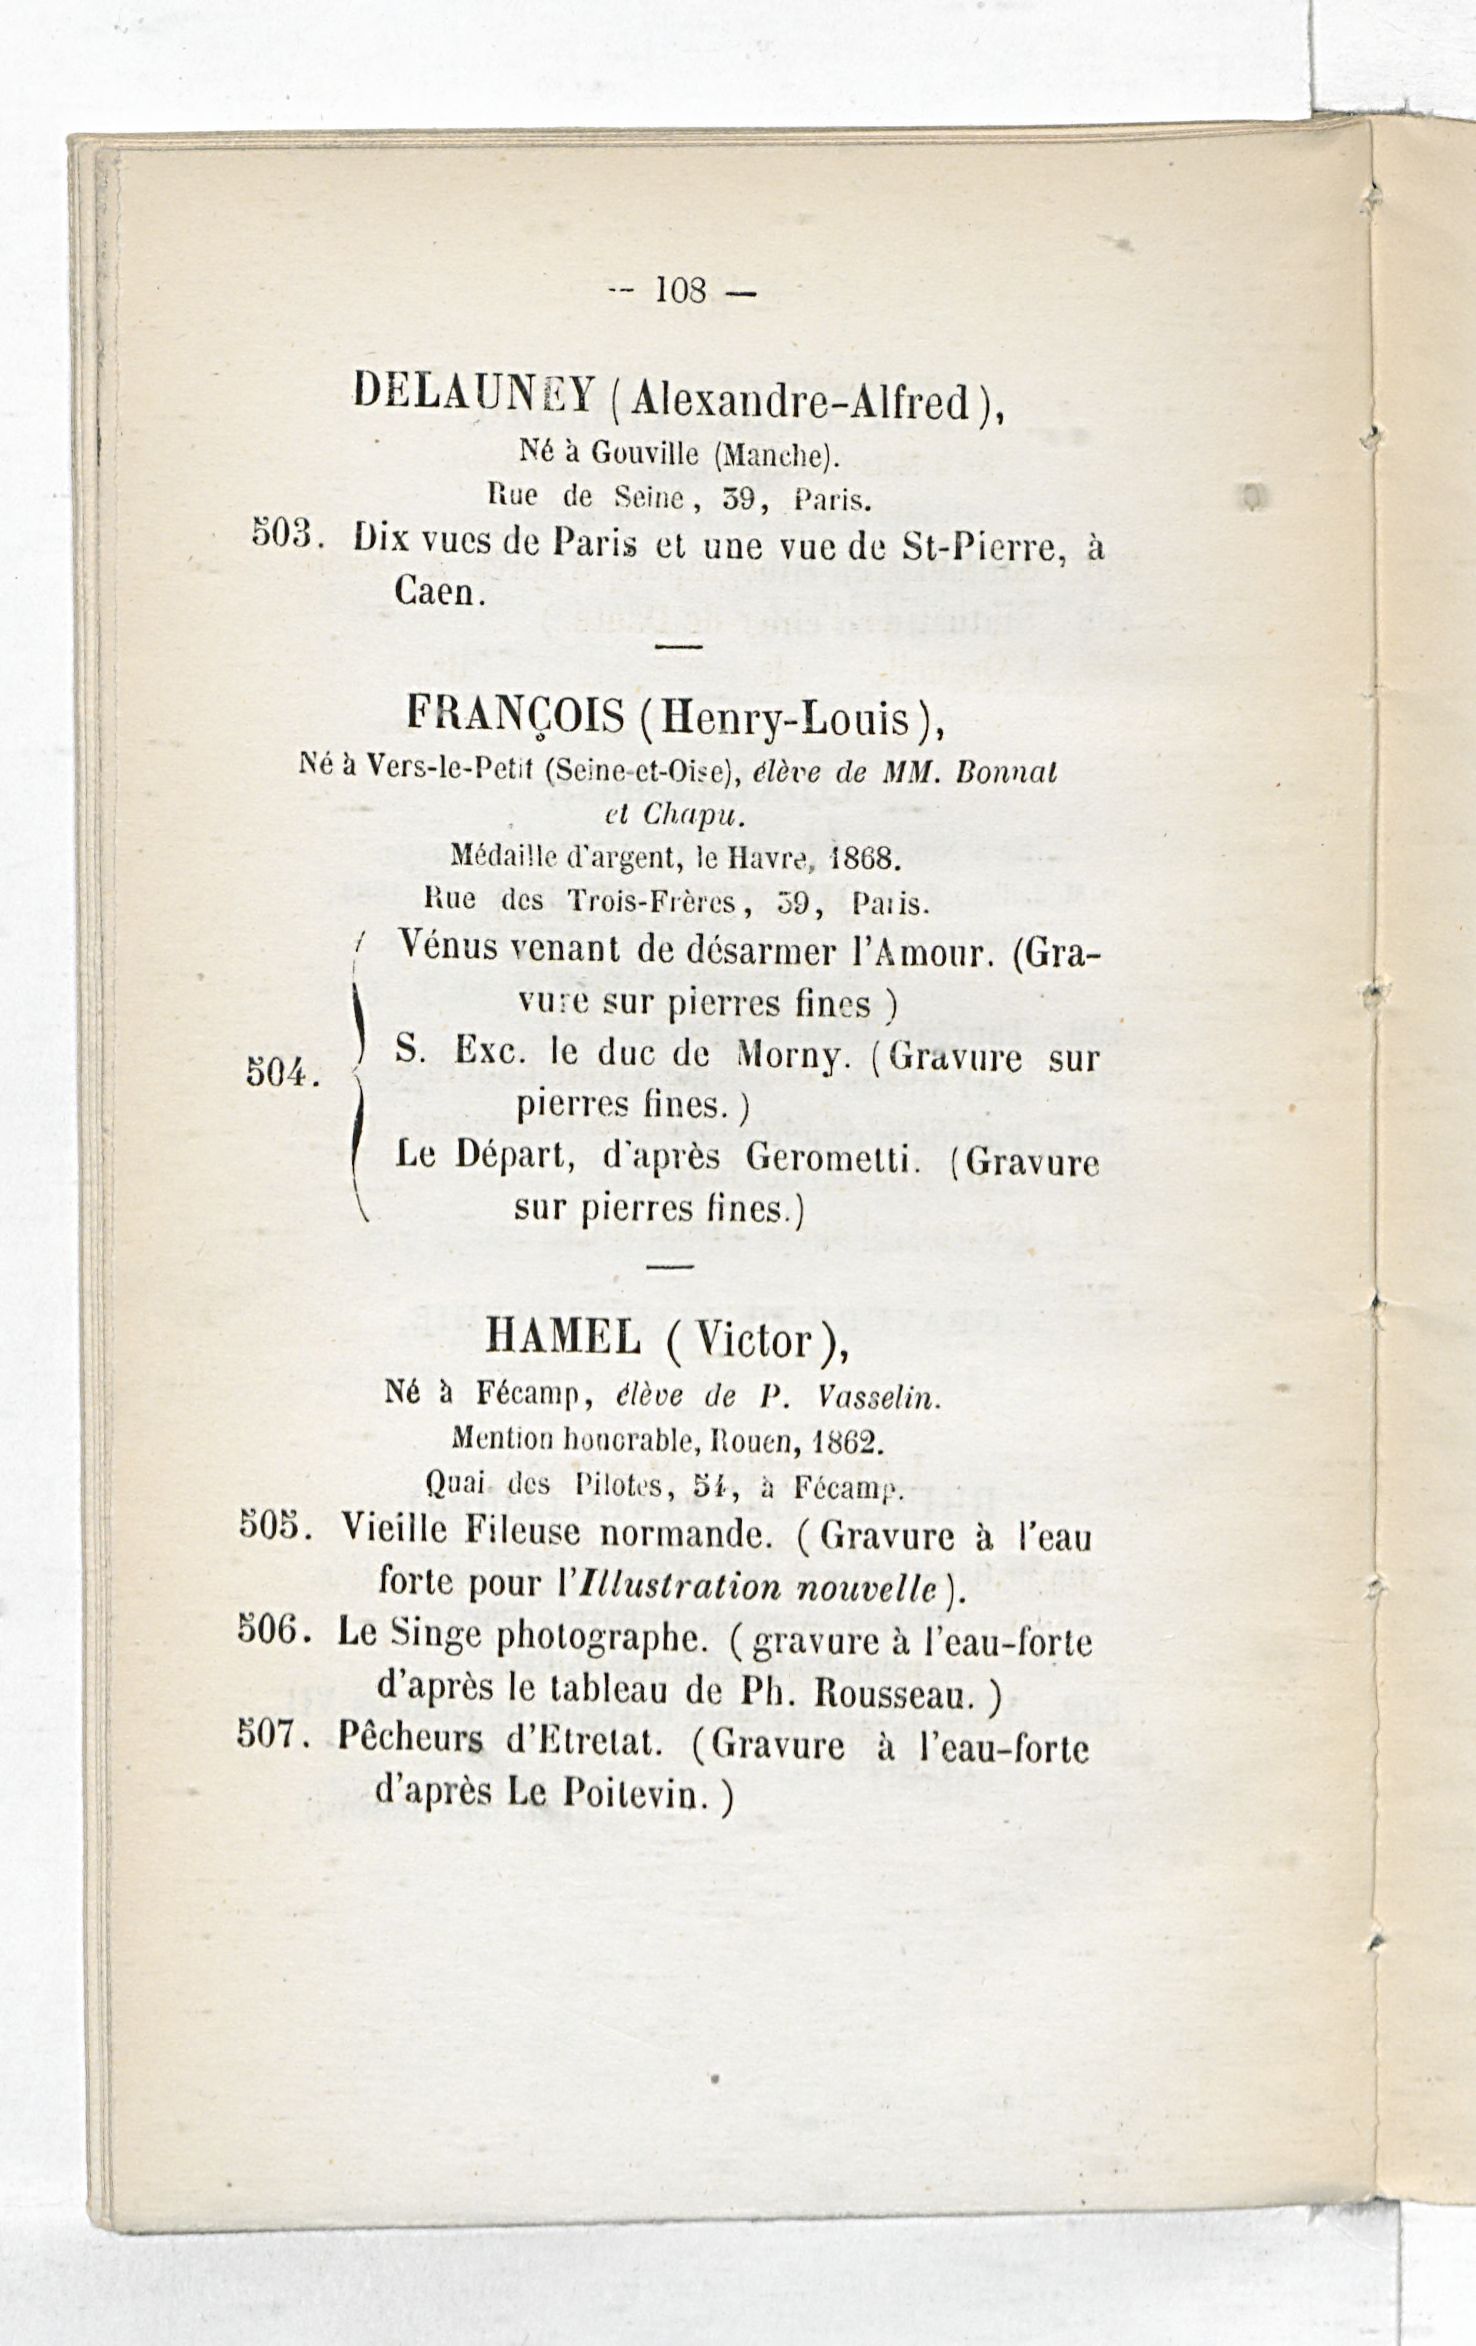 -- 108 —
DELAUNEY (Alexandre-Alfred),
Né à Gouville (Manche).
Rue de Seine, 39, Paris.
503. Dix vues de Paris et une vue de St-Pierre, à
Caen.
FRANÇOIS (Henry-Louis),
Né à Vers-le-Petit (Seine-et-Oise), élève de MM. Bonnat
et Chapu.
Médaille d'argent, le Havre, 1868.
Rue des Trois-Frères, 39, Paris.
Vénus venant de désarmer l'Amour. (Gra-
vure sur pierres fines )
504. S. Exc. le duc de Morny. (Gravure sur
pierres fines. )
Le Départ, d'après Gerometti. (Gravure
sur pierres fines.)
HAMEL (Victor),
Né à Fécamp, élève de P. Vasselin.
Mention honorable, Rouen, 1862.
Quai des Pilotes, 54, à Fécamp.
505. Vieille Fileuse normande. (Gravure à l'eau
forte pour l'Illustration nouvelle).
506. Le Singe photographe. (gravure à l'eau-forte
d'après le tableau de Ph. Rousseau. )
507. Pêcheurs d'Etretat. (Gravure à l'eau-forte
d'après Le Poitevin. )